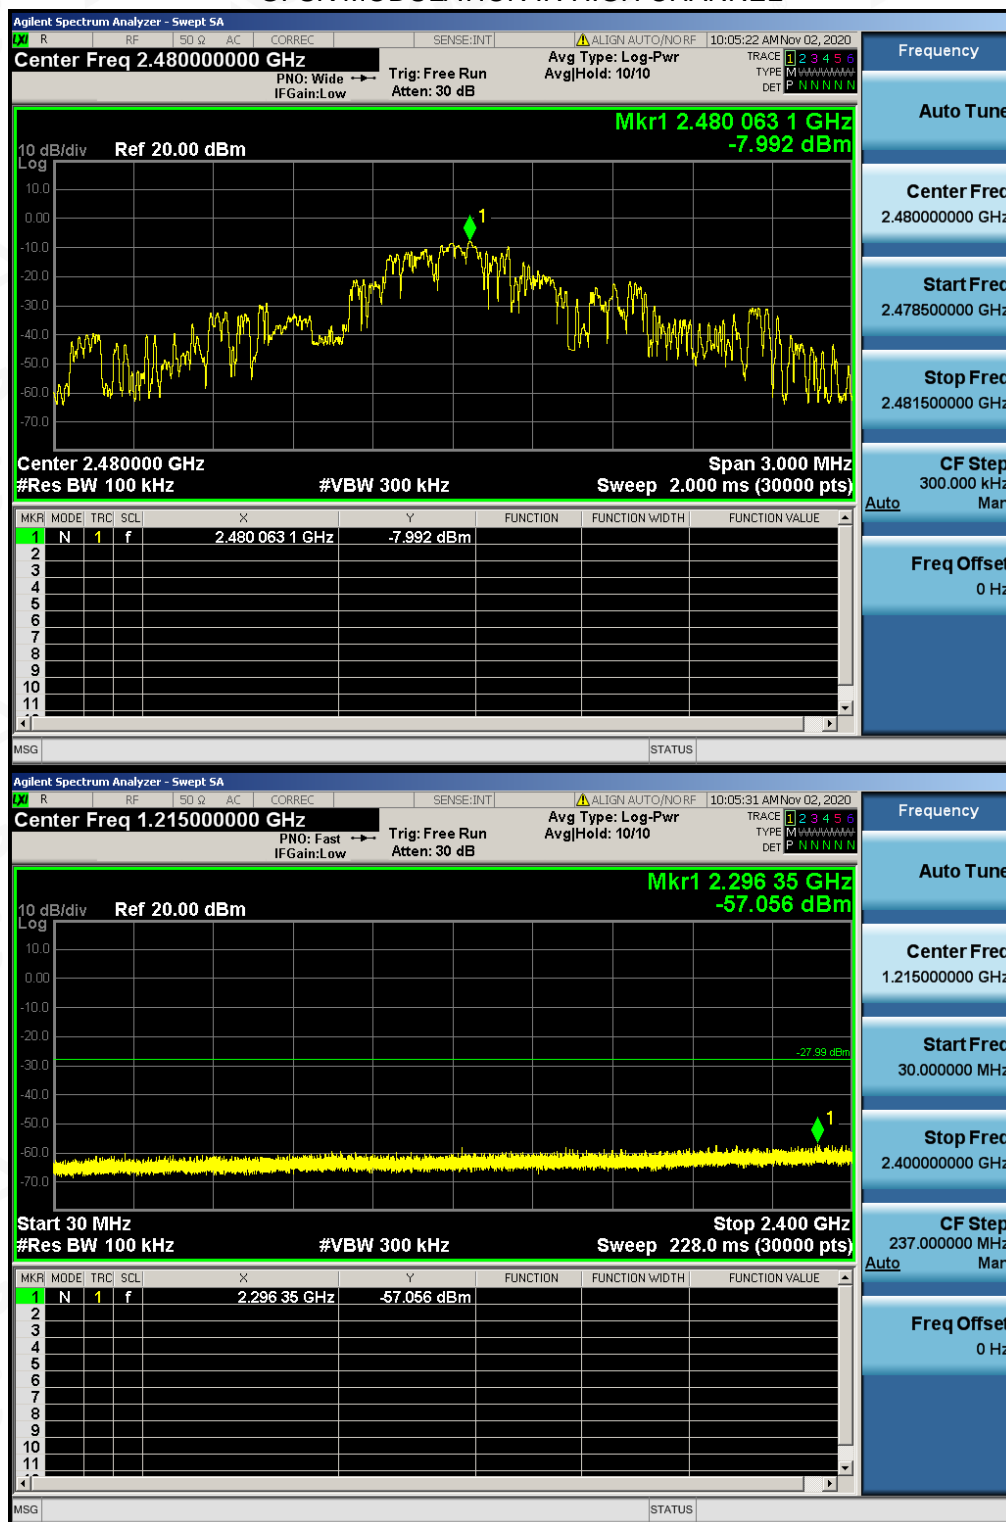 Agilent Spectrum Analyzer - Swept SA
LXI R RF 50 Ω AC CORREC SENSE:INT ALIGN AUTO/NO RF 10:05:22 AM Nov 02, 2020
Center Freq 2.480000000 GHz
PNO: Wide
IFGain:Low
Trig: Free Run
Atten: 30 dB
Avg Type: Log-Pwr
Avg|Hold: 10/10
TRACE 1 2 3 4 5 6
TYPE M
DET P N N N N N
Mkr1 2.480 063 1 GHz
-7.992 dBm
10 dB/div Ref 20.00 dBm
Log
10.0
0.00
-10.0
-20.0
-30.0
-40.0
-50.0
-60.0
-70.0
1
Center 2.480000 GHz Span 3.000 MHz
#Res BW 100 kHz #VBW 300 kHz Sweep 2.000 ms (30000 pts)
MKR MODE TRC SCL X Y FUNCTION FUNCTION WIDTH FUNCTION VALUE
1 N 1 f 2.480 063 1 GHz -7.992 dBm
2
3
4
5
6
7
8
9
10
11
MSG STATUS
Frequency
Auto Tune
Center Freq
2.480000000 GHz
Start Freq
2.478500000 GHz
Stop Freq
2.481500000 GHz
CF Step
300.000 kHz
Auto Man
Freq Offset
0 Hz
Agilent Spectrum Analyzer - Swept SA
LXI R RF 50 Ω AC CORREC SENSE:INT ALIGN AUTO/NO RF 10:05:31 AM Nov 02, 2020
Center Freq 1.215000000 GHz
PNO: Fast
IFGain:Low
Trig: Free Run
Atten: 30 dB
Avg Type: Log-Pwr
Avg|Hold: 10/10
TRACE 1 2 3 4 5 6
TYPE M
DET P N N N N N
Mkr1 2.296 35 GHz
-57.056 dBm
10 dB/div Ref 20.00 dBm
Log
10.0
0.00
-10.0
-20.0
-30.0
-40.0
-50.0
-60.0
-70.0
-27.99 dBm
1
Start 30 MHz Stop 2.400 GHz
#Res BW 100 kHz #VBW 300 kHz Sweep 228.0 ms (30000 pts)
MKR MODE TRC SCL X Y FUNCTION FUNCTION WIDTH FUNCTION VALUE
1 N 1 f 2.296 35 GHz -57.056 dBm
2
3
4
5
6
7
8
9
10
11
MSG STATUS
Frequency
Auto Tune
Center Freq
1.215000000 GHz
Start Freq
30.000000 MHz
Stop Freq
2.400000000 GHz
CF Step
237.000000 MHz
Auto Man
Freq Offset
0 Hz